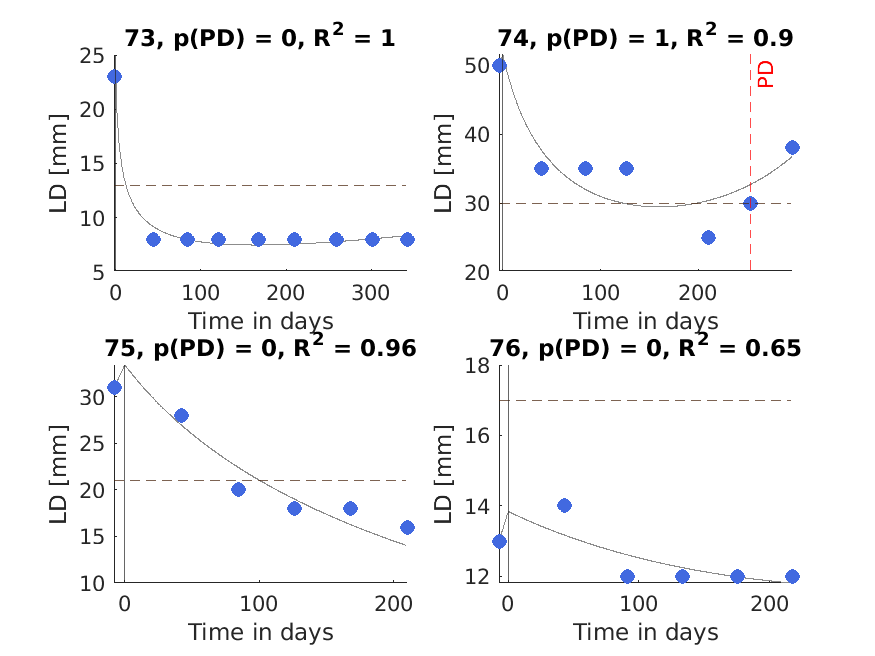 73, p(PD) = 0, R² = 1
25
20
15
10
5
LD [mm]
0 100 200 300
Time in days
74, p(PD) = 1, R² = 0.9
50
40
30
20
LD [mm]
PD
0 100 200
Time in days
75, p(PD) = 0, R² = 0.96
30
25
20
15
10
LD [mm]
0 100 200
Time in days
76, p(PD) = 0, R² = 0.65
18
16
14
12
LD [mm]
0 100 200
Time in days